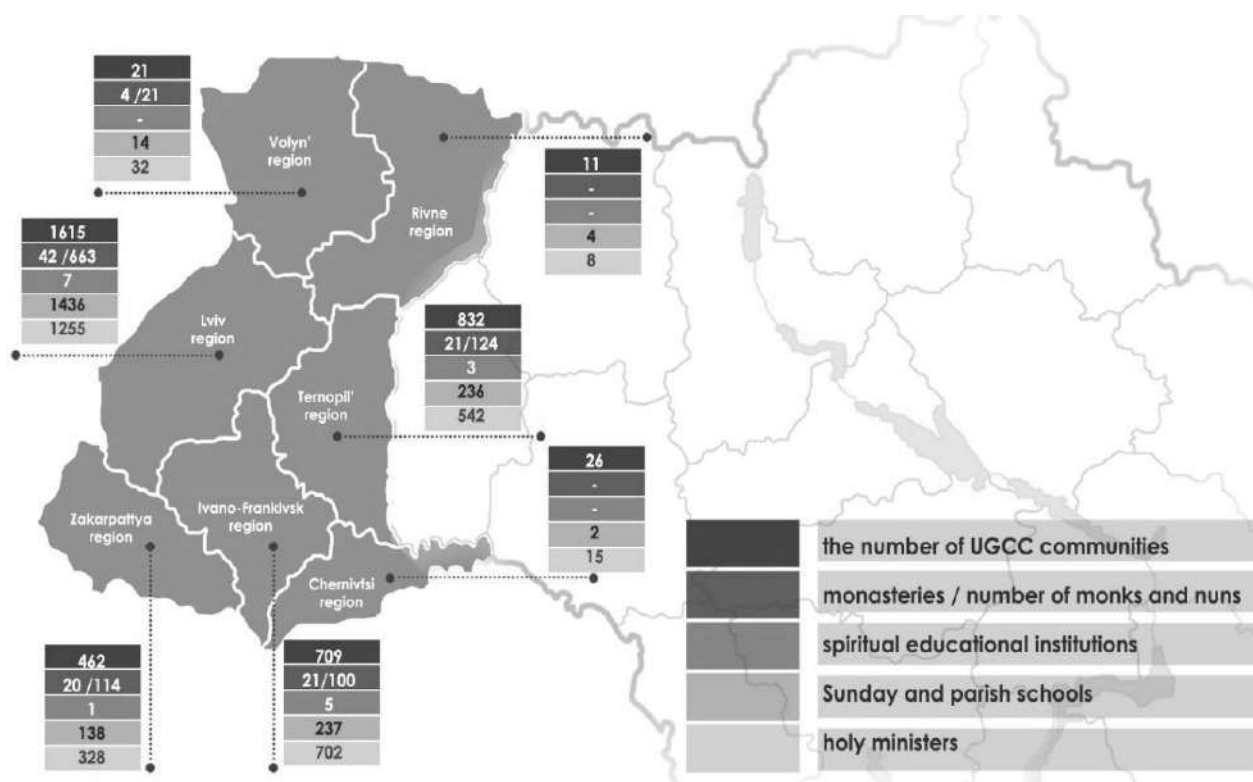 21
4 /21
-
14
32
Volyn'
region
11
-
-
4
8
Rivne
region
1615
42 /663
7
1436
1255
Lviv
region
832
21/124
3
236
542
Ternopil'
region
26
-
-
2
15
Zakarpattya
region
Ivano-Frankivsk
region
Chernivtsi
region
462
20 /114
1
138
328
709
21/100
5
237
702
the number of UGCC communities
monasteries / number of monks and nuns
spiritual educational institutions
Sunday and parish schools
holy ministers